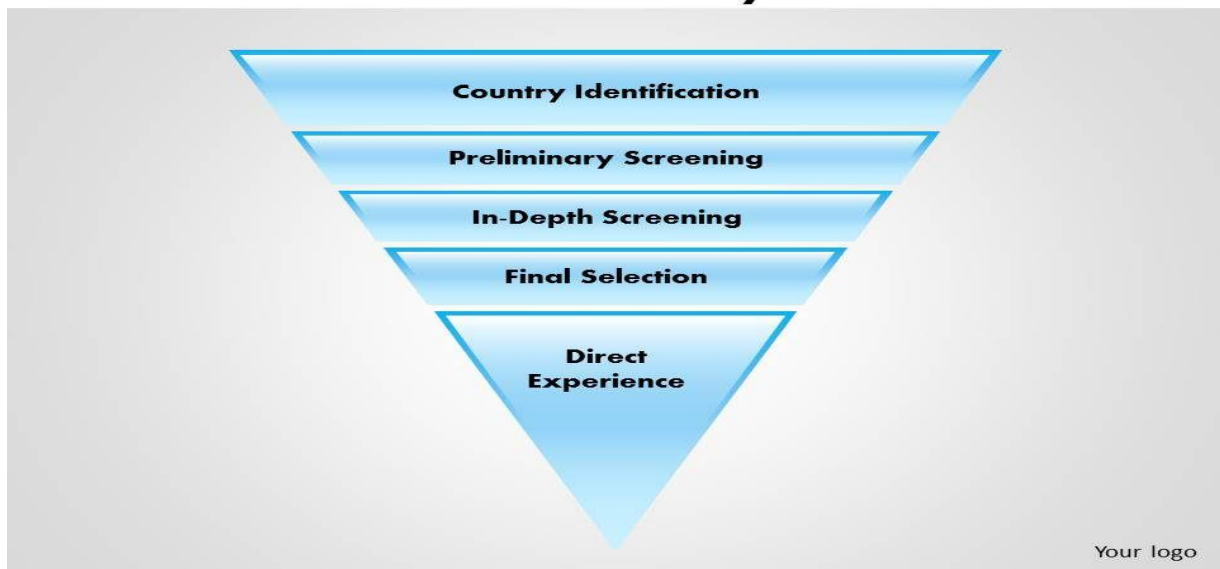 Country Identification
Preliminary Screening
In-Depth Screening
Final Selection
Direct
Experience
Your logo